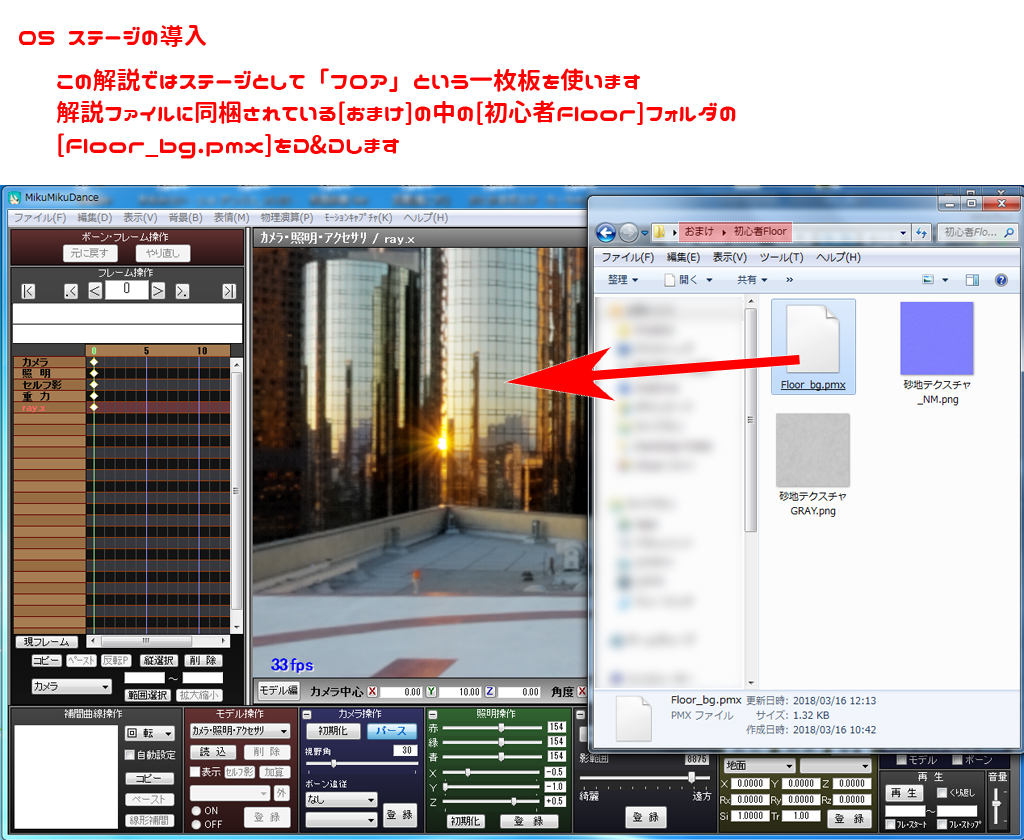 05 ステージの導入
この解説ではステージとして「フロア」という一枚板を使います
解説ファイルに同梱されている[おまけ]の中の[初心者Floor]フォルダの
[Floor_bg.pmx]をD&Dします
MikuMikuDance
ファイル(F) 編集(D) 表示(V) 背景(B) 表情(M) 物理演算(P) ﾓｰｼｮﾝｷｬﾌﾟﾁｬ(K) ヘルプ(H)
ボーン・フレーム操作
元に戻す やり直し
フレーム操作
|< .< < 0 > >. >|
0 5 10
カメラ
照 明
セルフ影
重 力
ray.x
現フレーム
コピー ペースト 反転P 縦選択 削 除
カメラ ～ 範囲選択 拡大縮小
カメラ・照明・アクセサリ / ray.x
33 fps
モデル編 カメラ中心 X 0.00 Y 10.00 Z 0.00 角度 X
おまけ 初心者Floor 初心者Flo...
ファイル(F) 編集(E) 表示(V) ツール(T) ヘルプ(H)
整理 開く 共有 »
Floor_bg.pmx
砂地テクスチャ
_NM.png
砂地テクスチャ
GRAY.png
Floor_bg.pmx 更新日時: 2018/03/16 12:13
PMX ファイル サイズ: 1.32 KB
作成日時: 2018/03/16 10:42
補間曲線操作
回 転
自動設定
コピー
ペースト
線形補間
モデル操作
カメラ・照明・アクセサリ
読 込 削 除
表示 セルフ影 加算
外
ON
OFF
登 録
カメラ操作
初期化 パース
視野角 30
ボーン追従
なし
登 録
照明操作
赤 154
緑 154
青 154
X -0.5
Y -1.0
Z +0.5
初期化 登 録
影範囲 8875
綺麗 遠方
登 録
地面
X 0.0000 Y 0.0000 Z 0.0000
Rx 0.0000 Ry 0.0000 Rz 0.0000
Si 1.0000 Tr 1.00 登 録
モデル ボーン
再 生
再 生 くり返し
～
フレ・スタート フレ・ストップ
音量